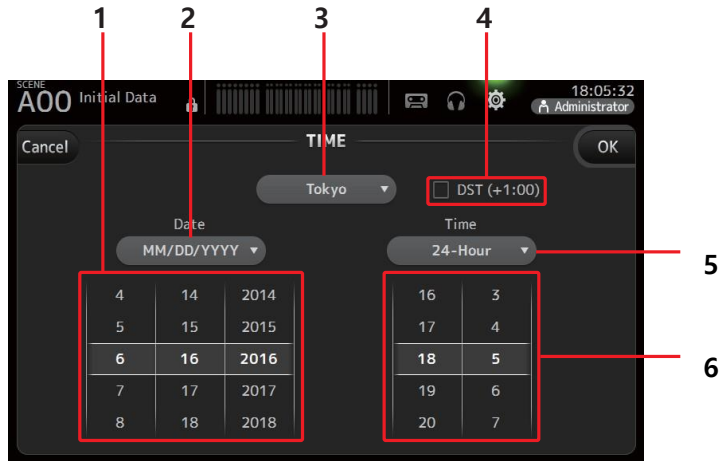 1 2 3 4
SCENE
A00 Initial Data 18:05:32
Administrator
Cancel TIME OK
Tokyo ▼ DST (+1:00)
Date Time
MM/DD/YYYY ▼ 24-Hour ▼ 5
4 14 2014 16 3
5 15 2015 17 4
6 16 2016 18 5 6
7 17 2017 19 6
8 18 2018 20 7